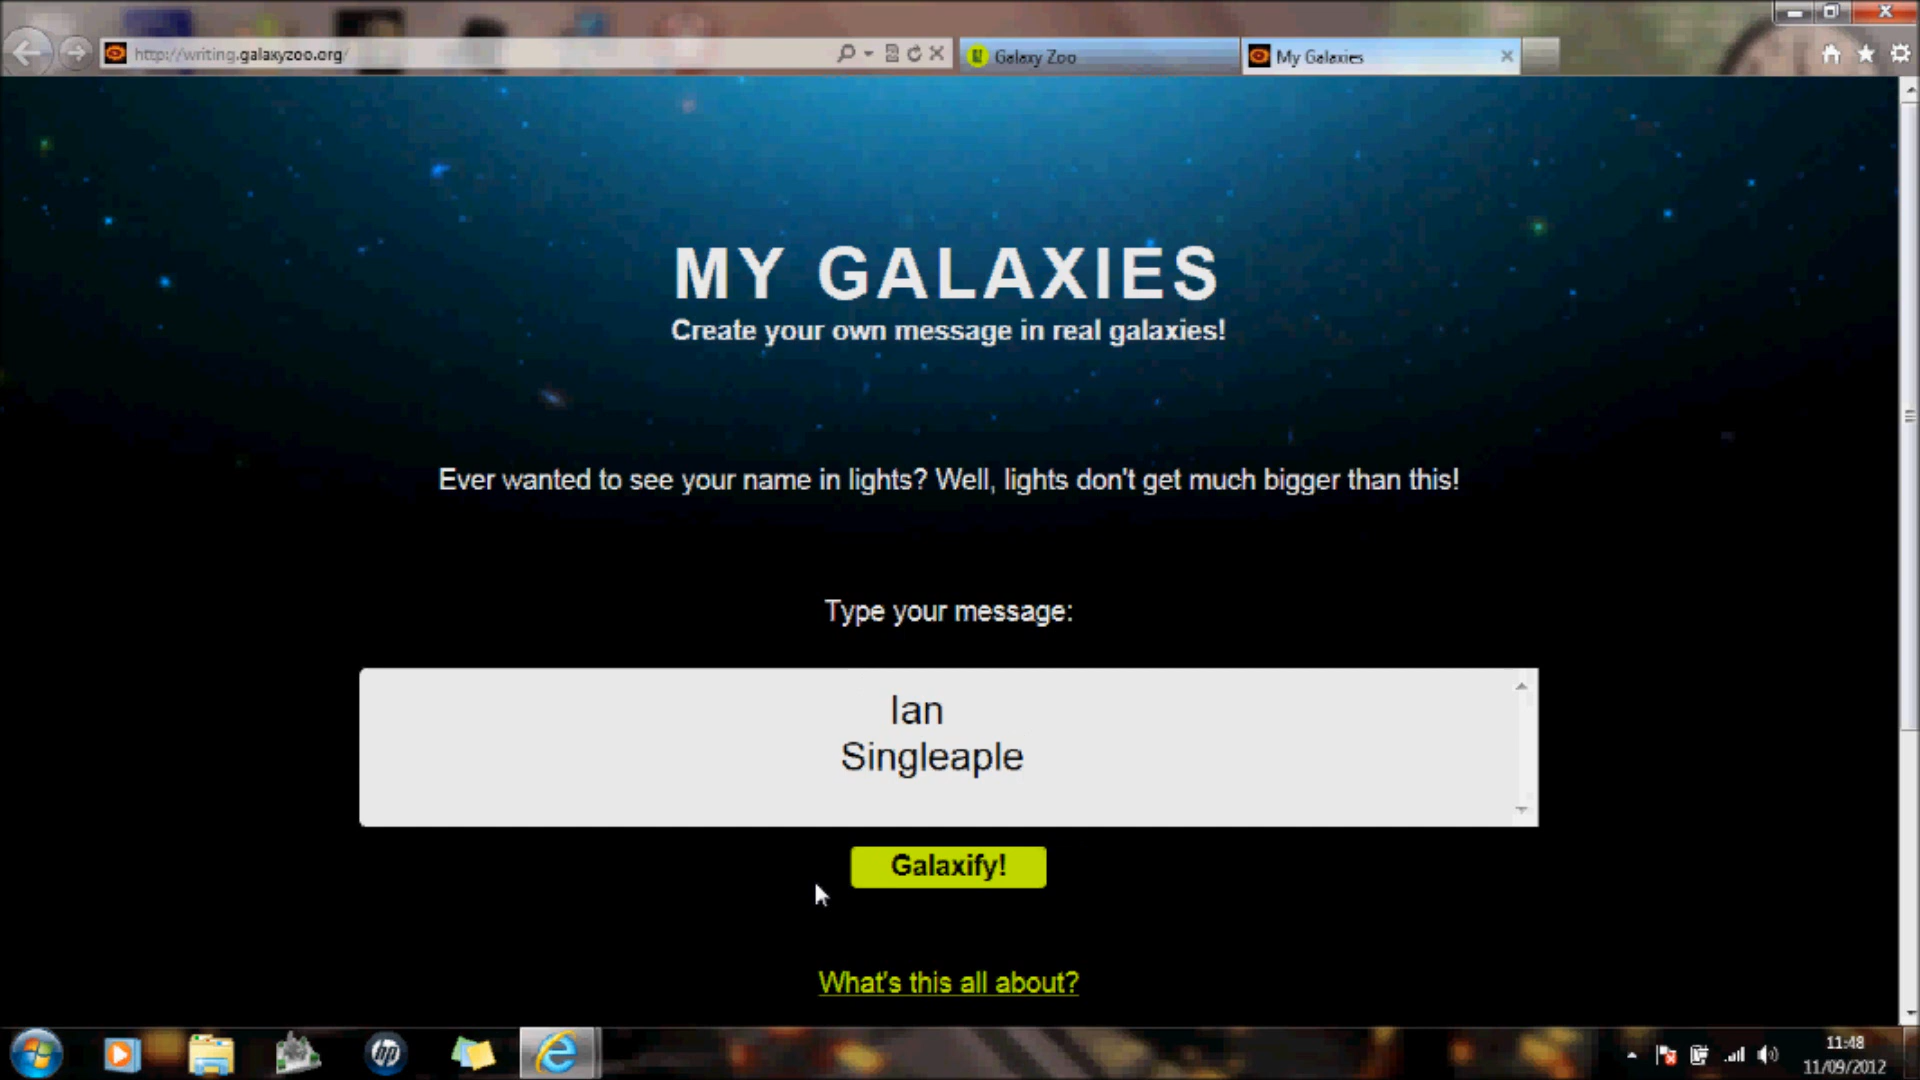 http://writing.galaxyzoo.org/
Galaxy Zoo
My Galaxies
MY GALAXIES
Create your own message in real galaxies!
Ever wanted to see your name in lights? Well, lights don't get much bigger than this!
Type your message:
Ian
Singleaple
Galaxify!
What's this all about?
hp
11:48
11/09/2012